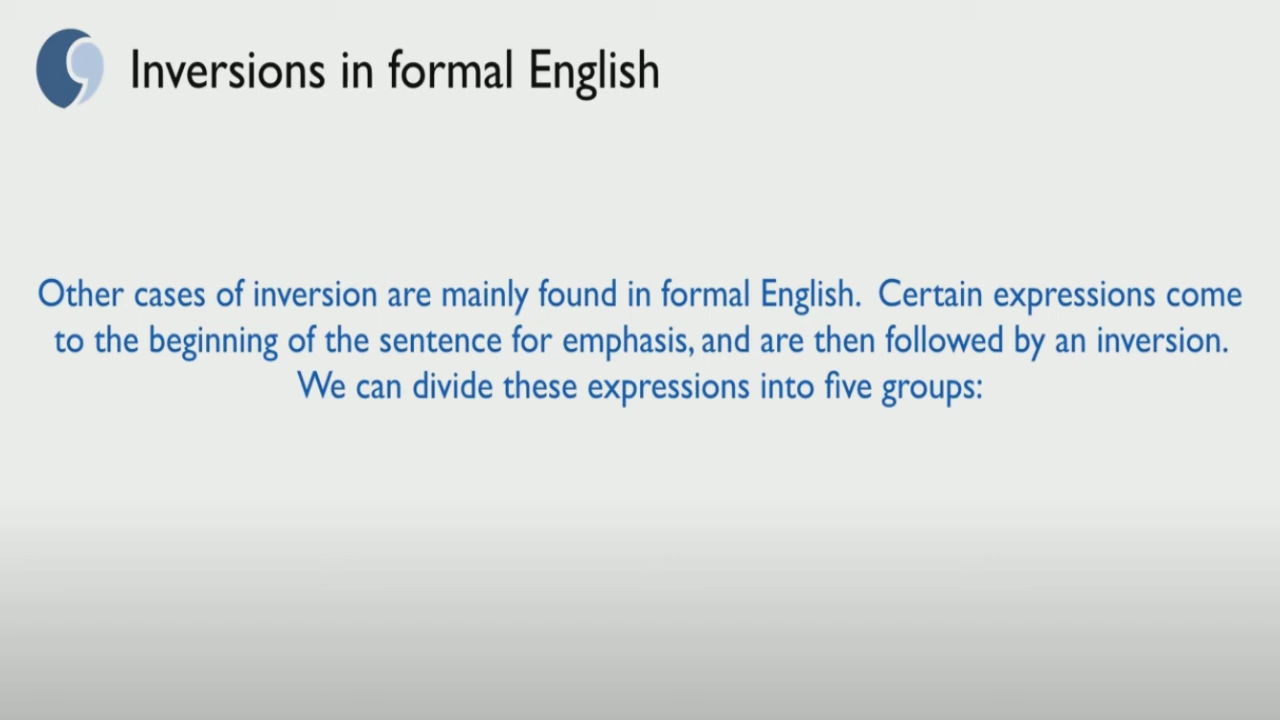 Inversions in formal English
Other cases of inversion are mainly found in formal English.  Certain expressions come
to the beginning of the sentence for emphasis, and are then followed by an inversion.
We can divide these expressions into five groups: